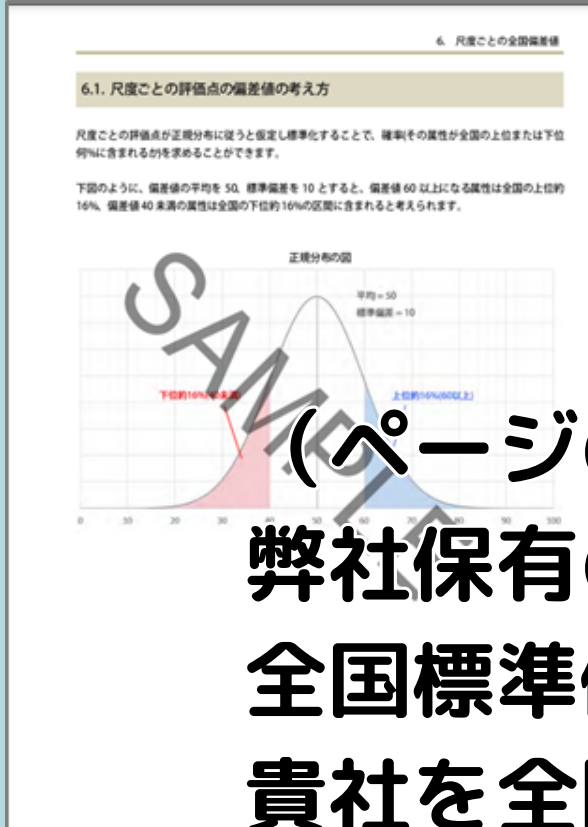 6. 尺度ごとの全国偏差値
6.1. 尺度ごとの評価点の偏差値の考え方
尺度ごとの評価点が正規分布に従うと仮定し標準化することで、確率(その属性が全国の上位または下位
何%に含まれるか)を求めることができます。
下図のように、偏差値の平均を 50、標準偏差を 10 とすると、偏差値 60 以上になる属性は全国の上位約
16%、偏差値 40 未満の属性は全国の下位約 16%の区間に含まれると考えられます。
正規分布の図
平均 = 50
標準偏差 = 10
下位約16%(40未満)
上位約16%(60以上)
0 10 20 30 40 50 60 70 80 90 100
SAMPLE
（ページの
弊社保有
全国標準
貴社を全